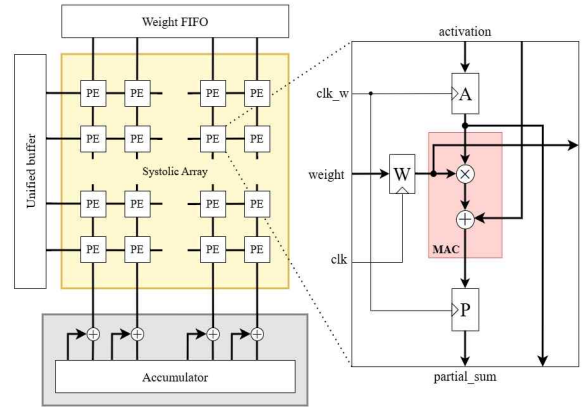 Weight FIFO
activation
PE PE PE PE
clk_w
A
PE PE PE PE
Unified buffer
Systolic Array
weight
W
×
PE PE PE PE
+
MAC
PE PE PE PE
clk
P
+ + + +
Accumulator
partial_sum